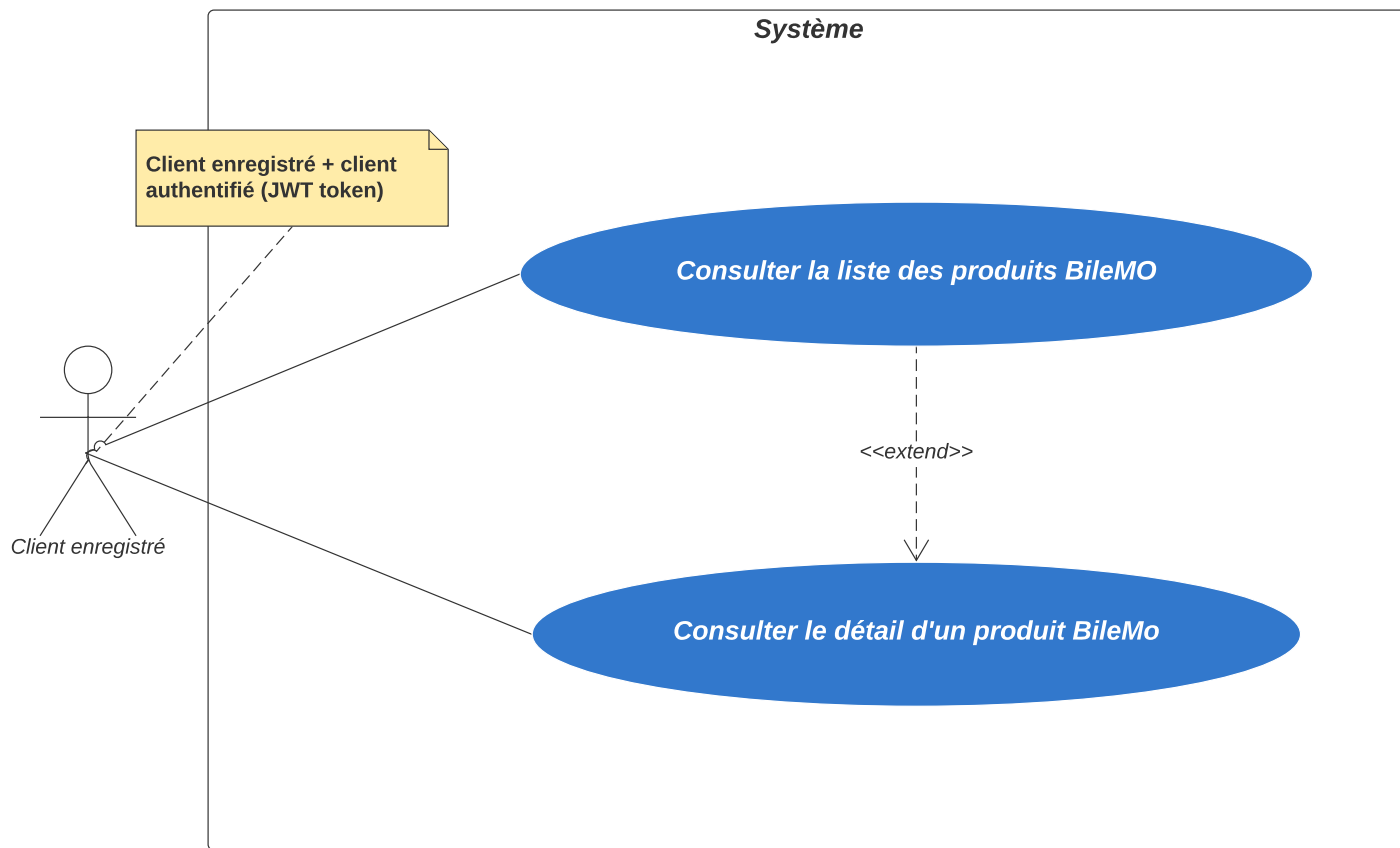 Système
Client enregistré + client
authentifié (JWT token)
Consulter la liste des produits BileMO
<<extend>>
Client enregistré
Consulter le détail d'un produit BileMo